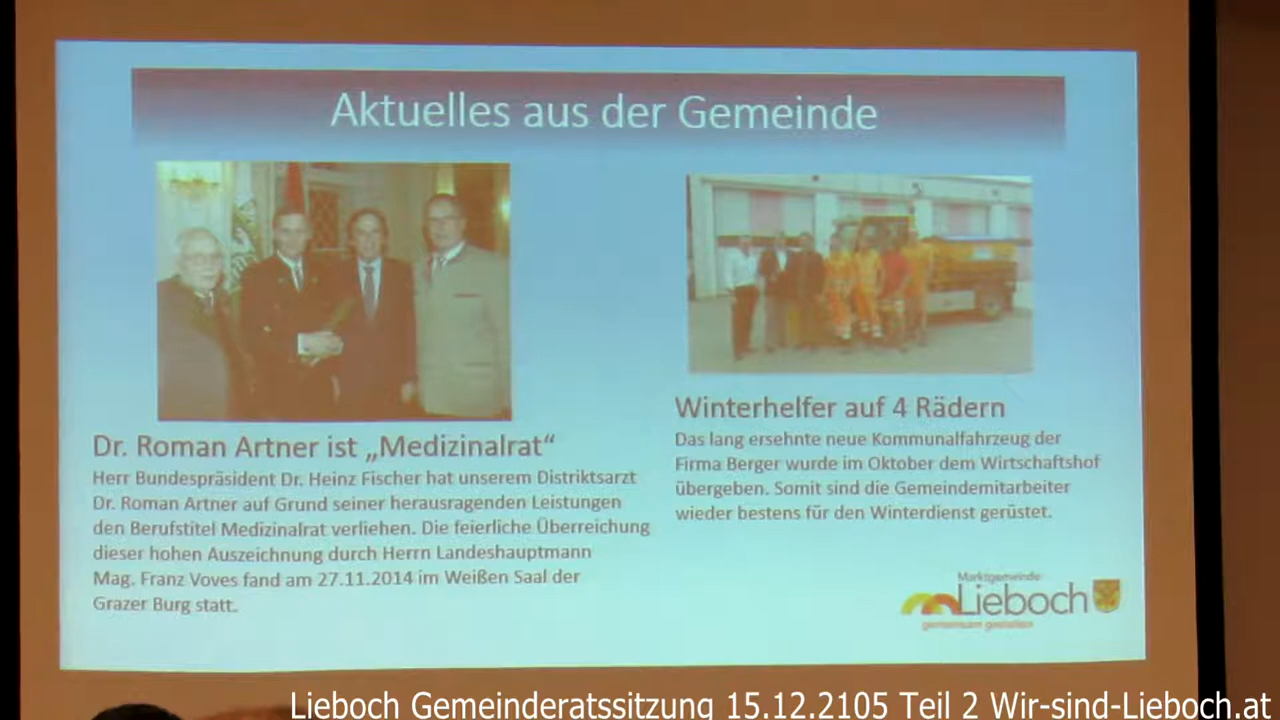 Aktuelles aus der Gemeinde
Dr. Roman Artner ist „Medizinalrat“
Herr Bundespräsident Dr. Heinz Fischer hat unserem Distriktsarzt
Dr. Roman Artner auf Grund seiner herausragenden Leistungen
den Berufstitel Medizinalrat verliehen. Die feierliche Überreichung
dieser hohen Auszeichnung durch Herrn Landeshauptmann
Mag. Franz Voves fand am 27.11.2014 im Weißen Saal der
Grazer Burg statt.
Winterhelfer auf 4 Rädern
Das lang ersehnte neue Kommunalfahrzeug der
Firma Berger wurde im Oktober dem Wirtschaftshof
übergeben. Somit sind die Gemeindemitarbeiter
wieder bestens für den Winterdienst gerüstet.
Marktgemeinde
Lieboch
gemeinsam gestalten
Lieboch Gemeinderatssitzung 15.12.2105 Teil 2 Wir-sind-Lieboch.at